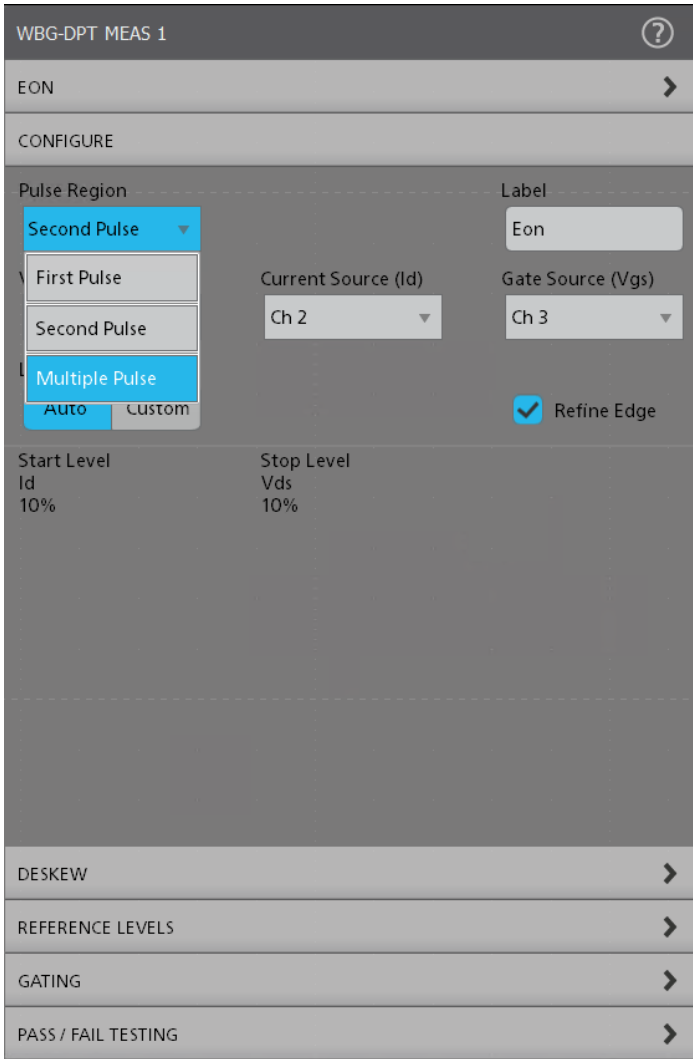 WBG-DPT MEAS 1
?
EON
CONFIGURE
Pulse Region
Label
Second Pulse
Eon
First Pulse
Current Source (Id)
Gate Source (Vgs)
Second Pulse
Ch 2
Ch 3
Multiple Pulse
Auto
Custom
Refine Edge
Start Level
Id
10%
Stop Level
Vds
10%
DESKEW
REFERENCE LEVELS
GATING
PASS / FAIL TESTING